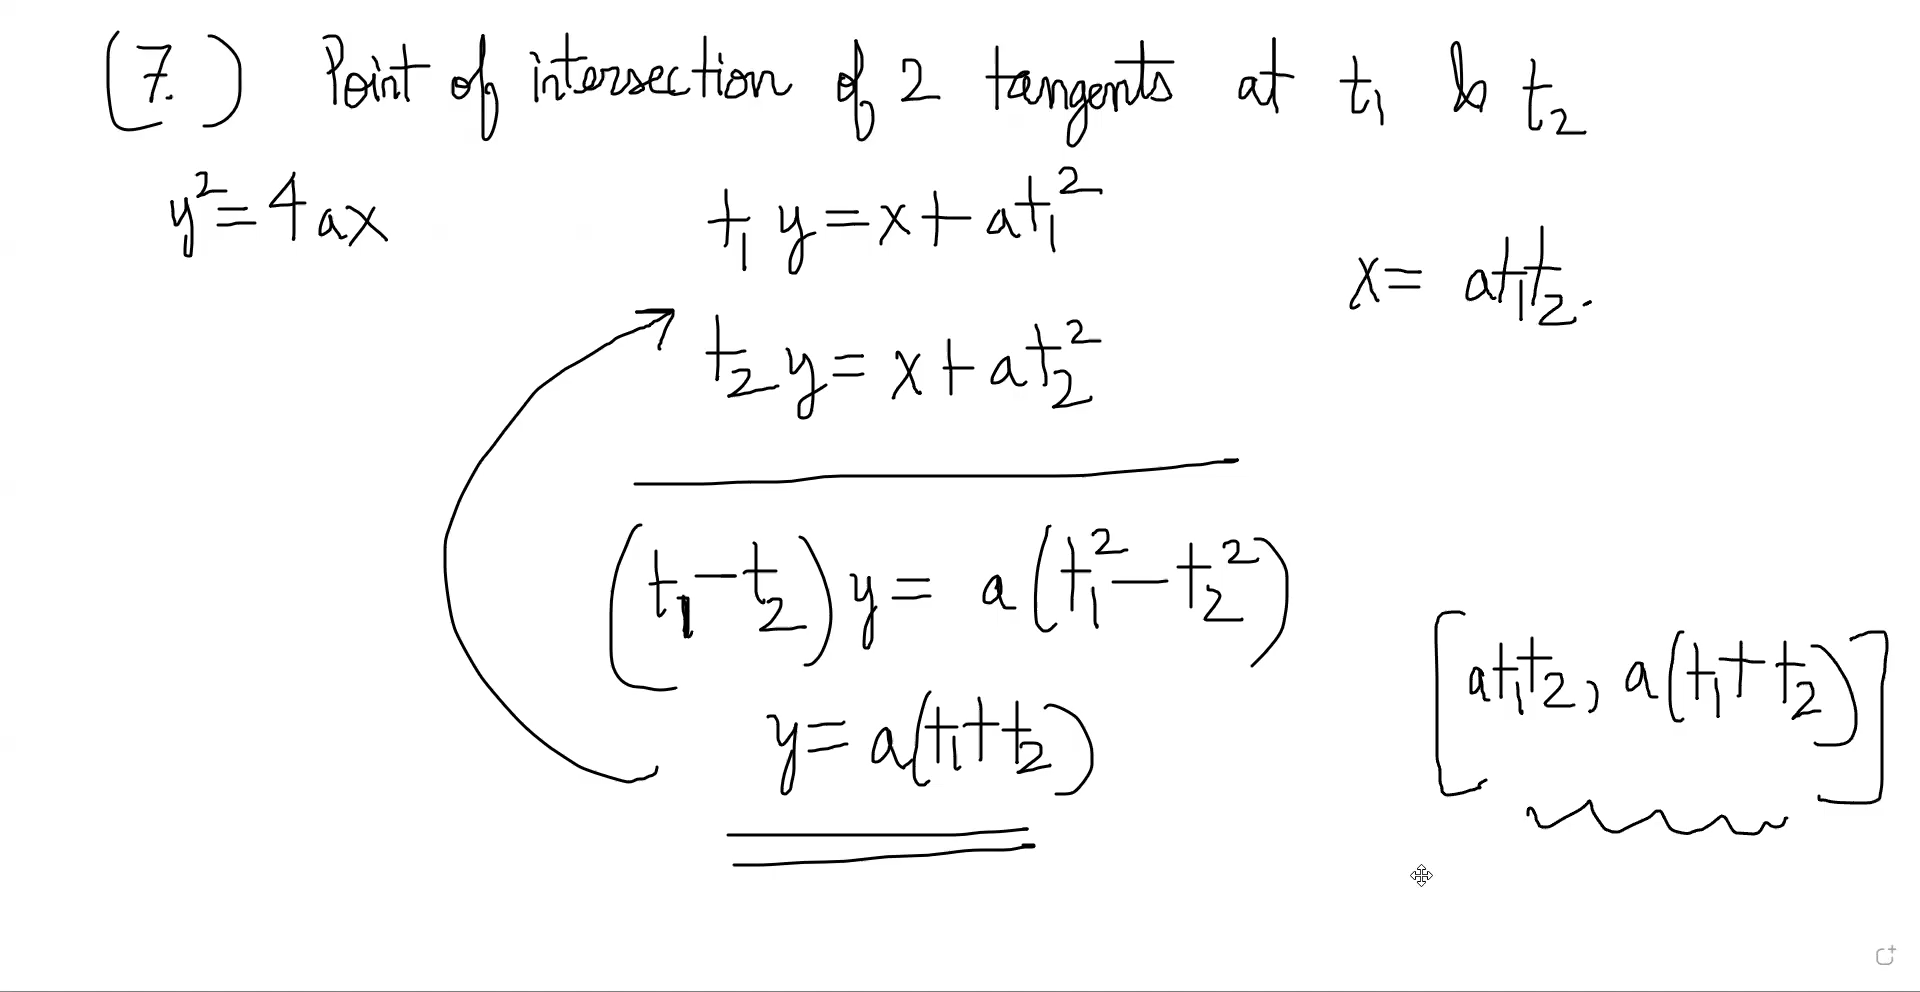 (7.) Point of intersection of 2 tangents at t₁ & t₂
y² = 4ax
t₁y = x + at₁²
x = at₁t₂.
t₂y = x + at₂²
(t₁ - t₂)y = a(t₁² - t₂²)
[at₁t₂, a(t₁ + t₂)]
y = a(t₁ + t₂)